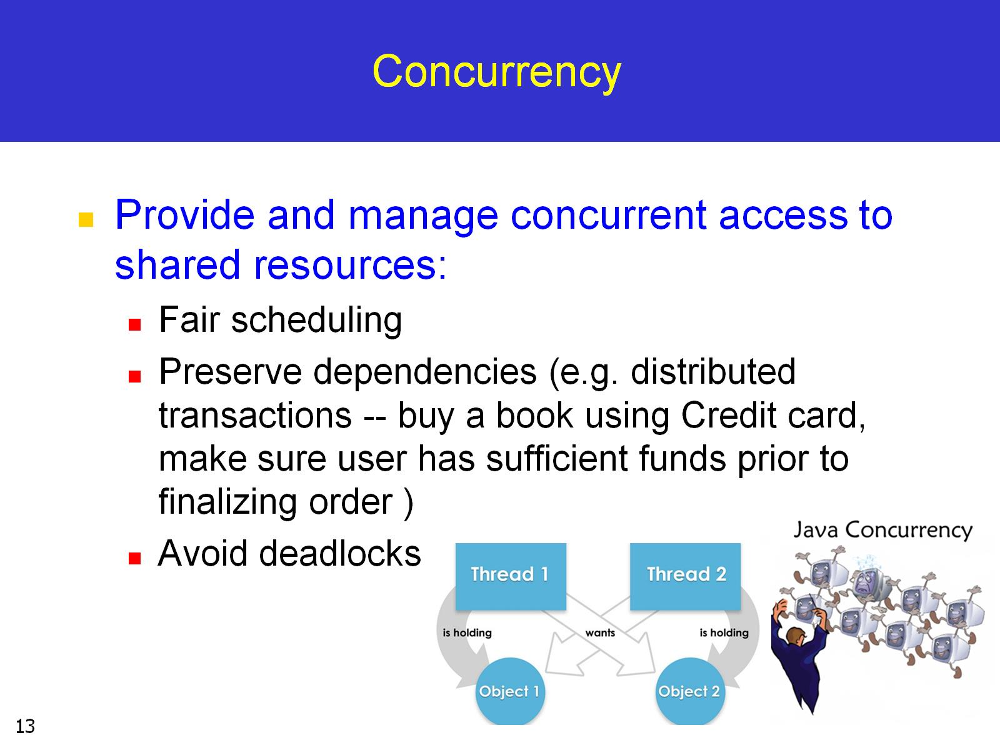 Concurrency
Provide and manage concurrent access to
shared resources:
Fair scheduling
Preserve dependencies (e.g. distributed
transactions -- buy a book using Credit card,
make sure user has sufficient funds prior to
finalizing order )
Avoid deadlocks
Java Concurrency
Thread 1
Thread 2
is holding
wants
is holding
Object 1
Object 2
13